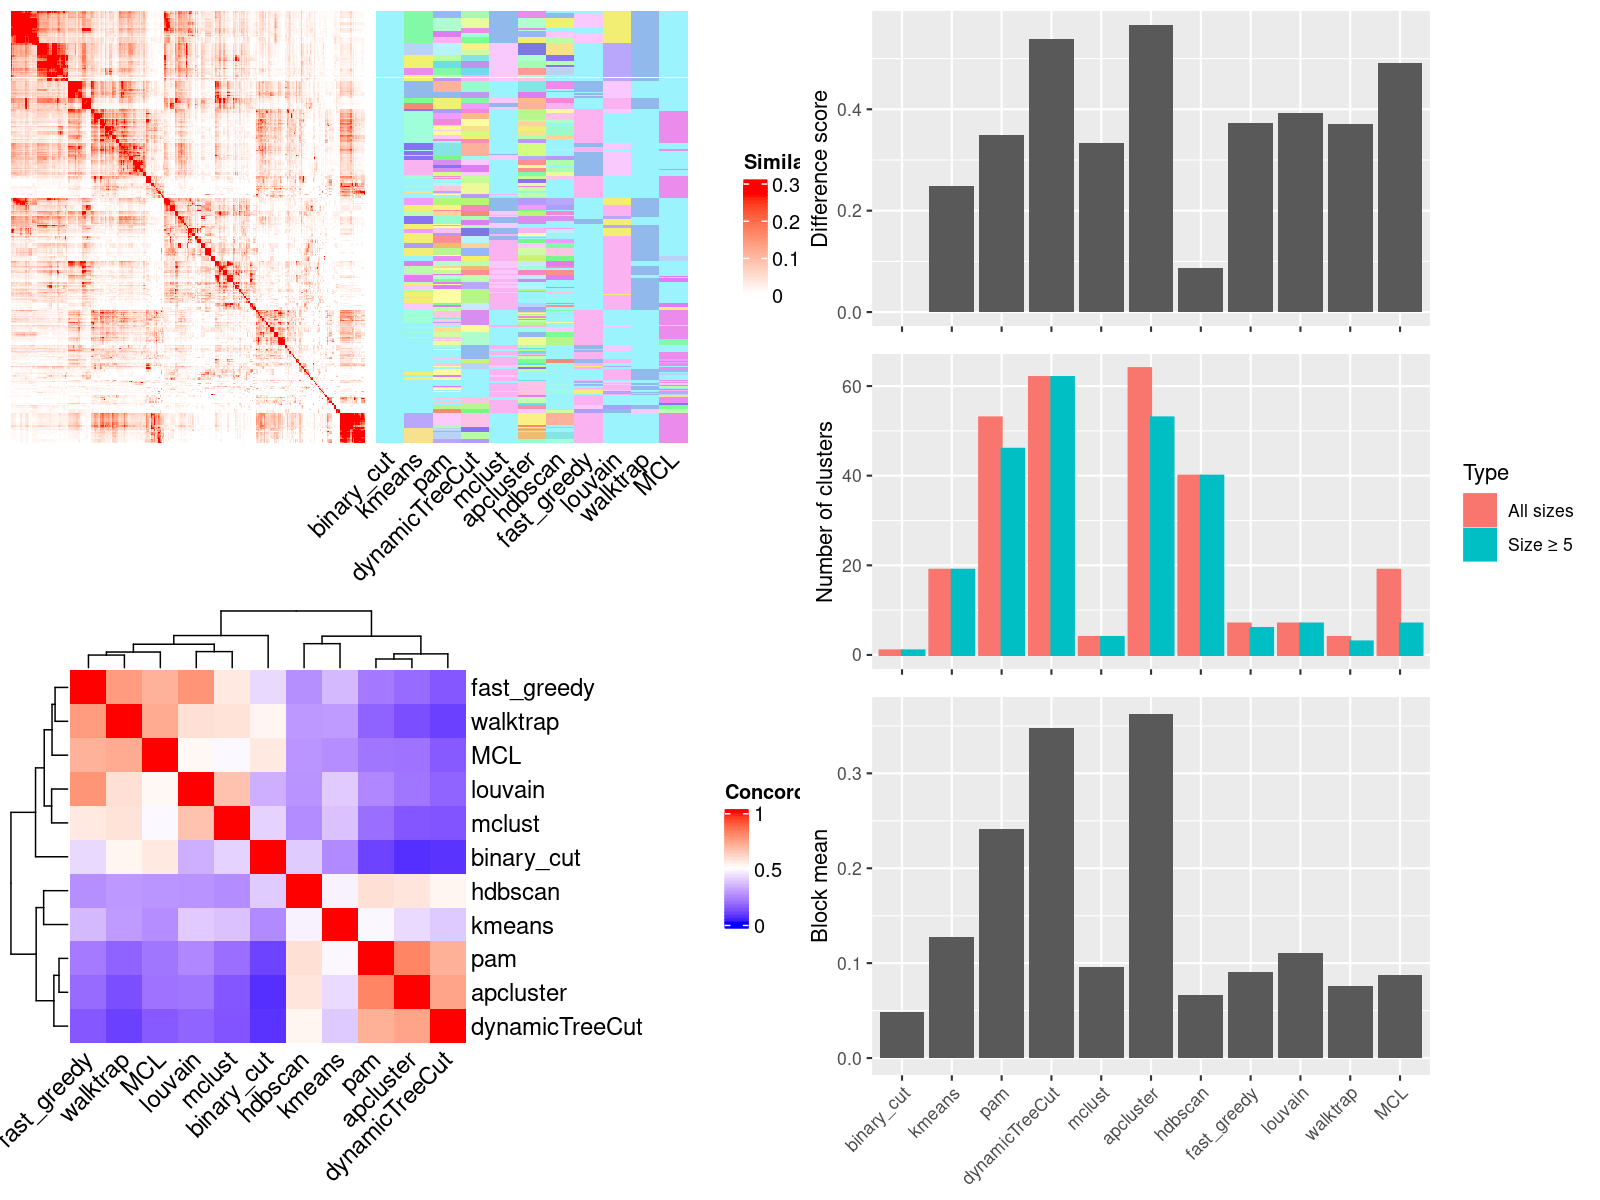 Simila
0.3
0.2
0.1
0
binary_cut
kmeans
pam
dynamicTreeCut
mclust
apcluster
hdbscan
fast_greedy
louvain
walktrap
MCL
fast_greedy
walktrap
MCL
louvain
mclust
binary_cut
hdbscan
kmeans
pam
apcluster
dynamicTreeCut
Concord
1
0.5
0
fast_greedy
walktrap
MCL
louvain
mclust
binary_cut
hdbscan
kmeans
pam
apcluster
dynamicTreeCut
Difference score
0.4
0.2
0.0
Number of clusters
60
40
20
0
Type
All sizes
Size ≥ 5
Block mean
0.3
0.2
0.1
0.0
binary_cut
kmeans
pam
dynamicTreeCut
mclust
apcluster
hdbscan
fast_greedy
louvain
walktrap
MCL